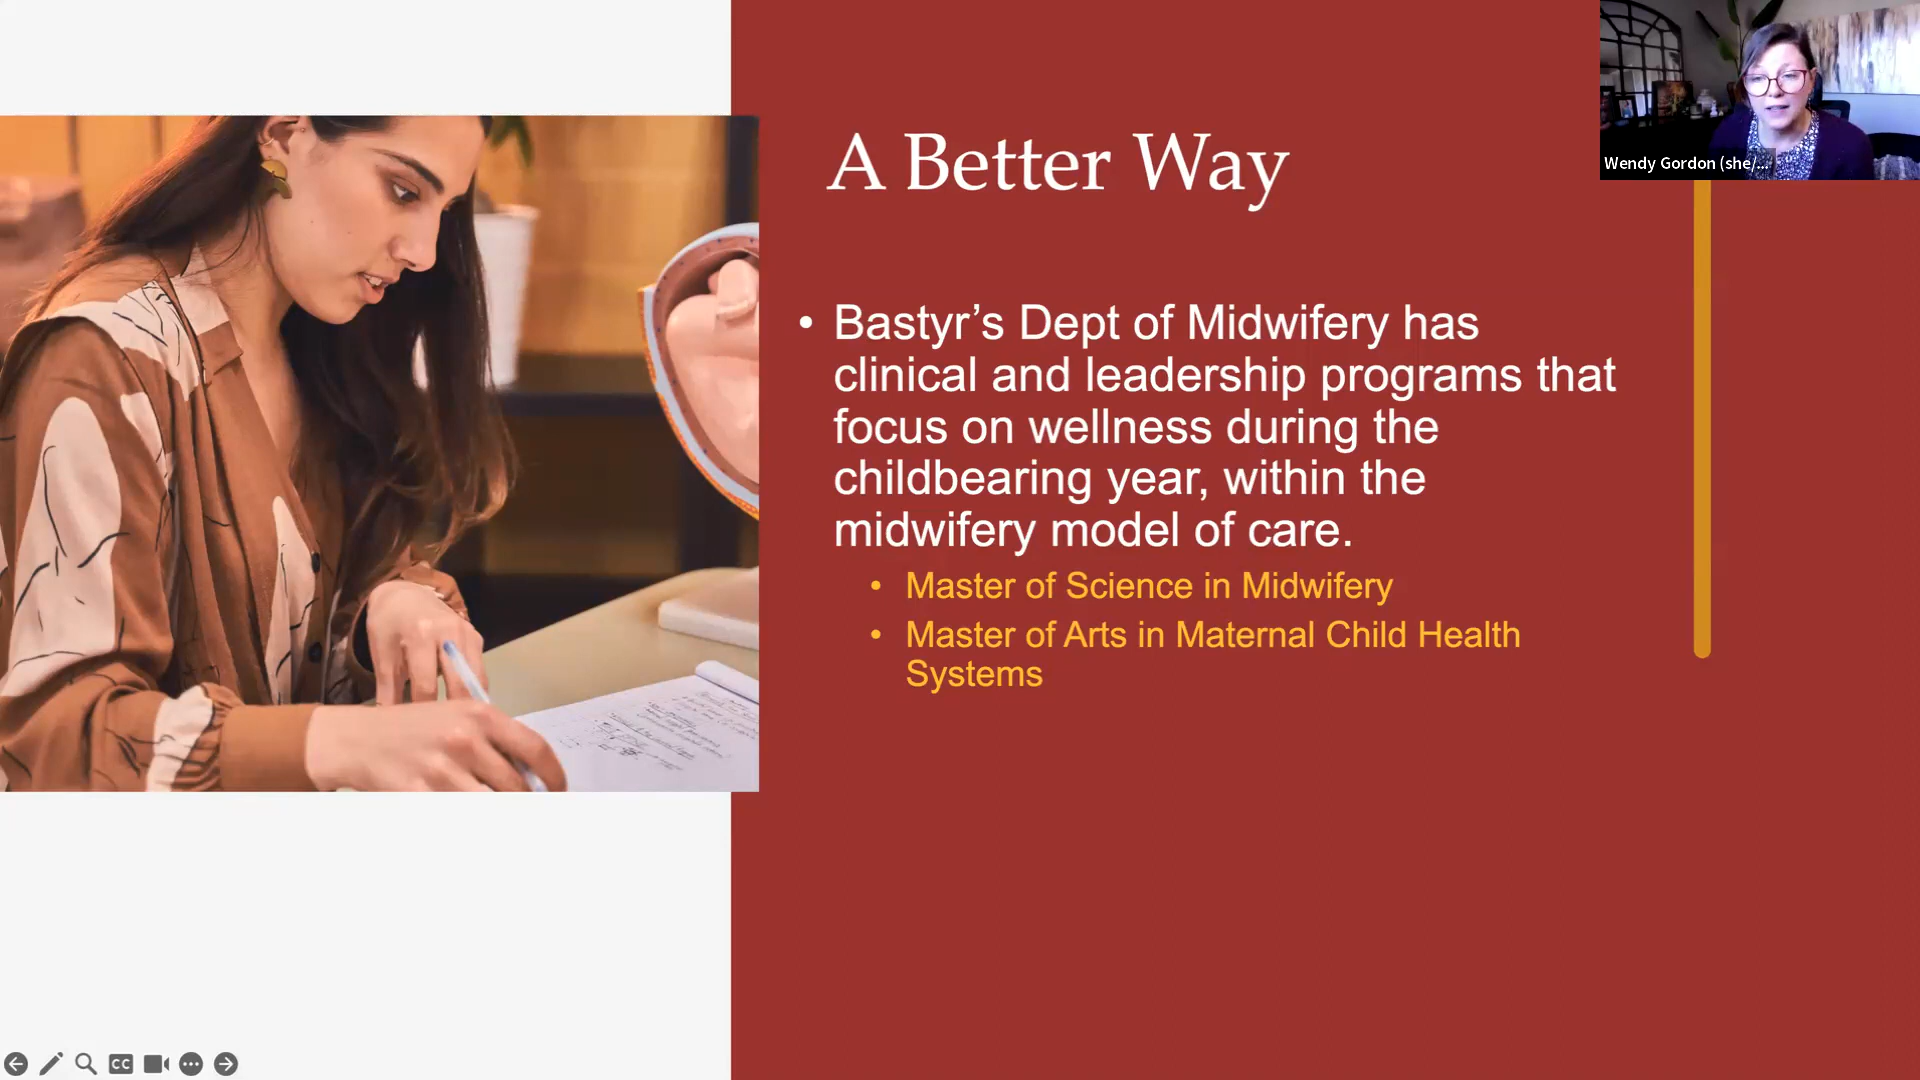 A Better Way
• Bastyr’s Dept of Midwifery has
clinical and leadership programs that
focus on wellness during the
childbearing year, within the
midwifery model of care.
• Master of Science in Midwifery
• Master of Arts in Maternal Child Health
Systems
Wendy Gordon (she/...
CC